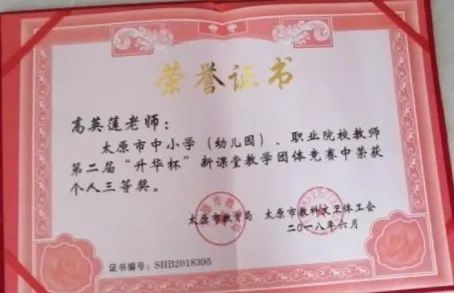 荣誉证书
高英莲老师：
太原市中小学（幼儿园）、职业院校教师
第二届“升华杯”新课堂教学团体竞赛中荣获
个人三等奖。
太原市教育局 太原市教科文卫体工会
二〇一八年六月
证书编号：SHB2018395